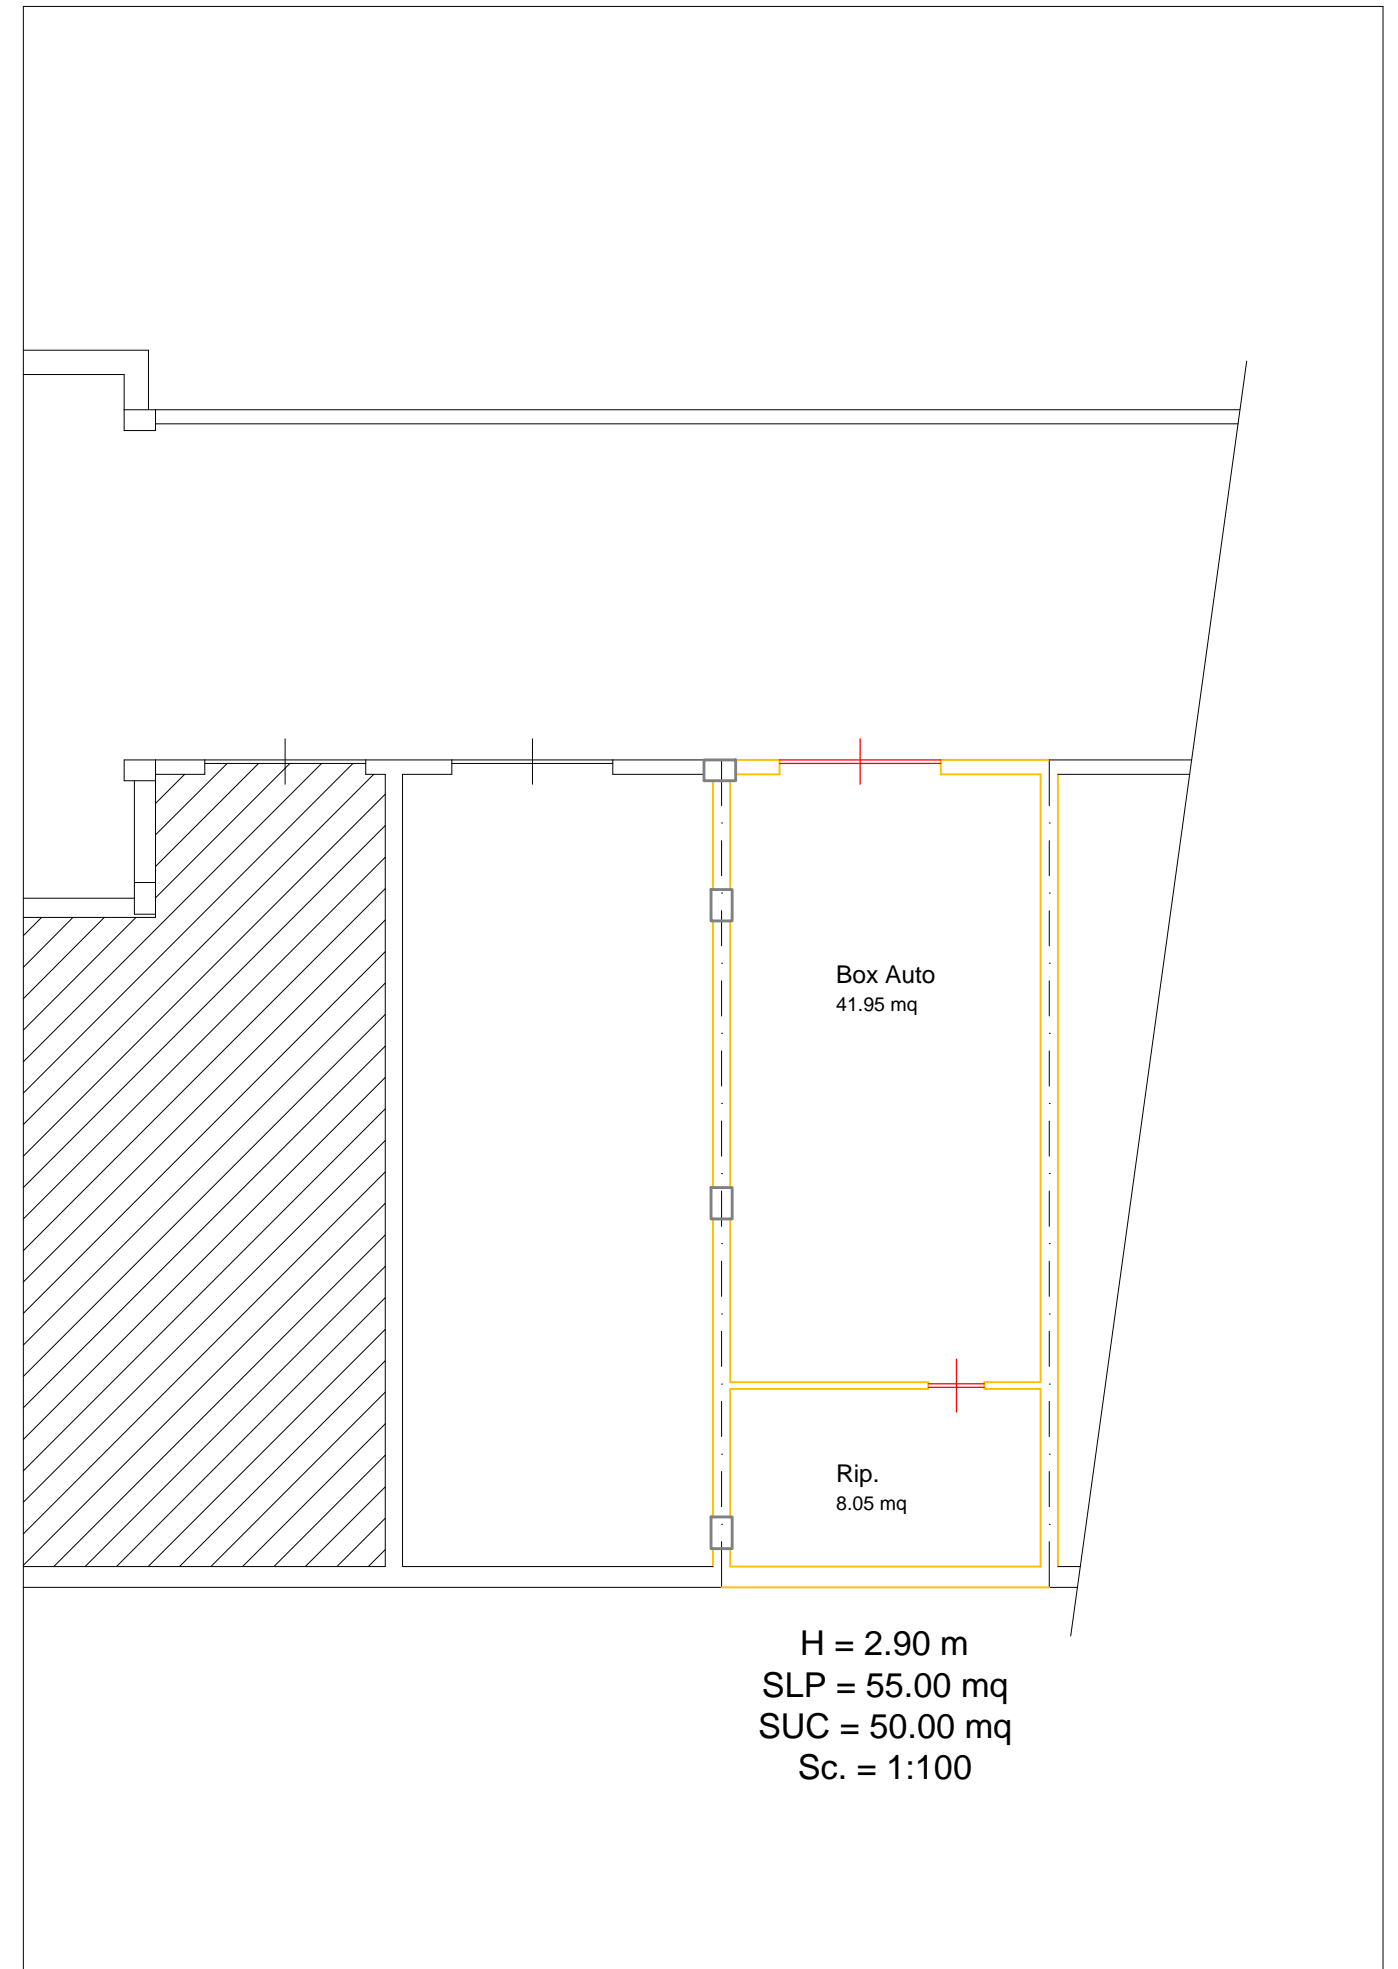 Box Auto
41.95 mq
Rip.
8.05 mq
H = 2.90 m
SLP = 55.00 mq
SUC = 50.00 mq
Sc. = 1:100